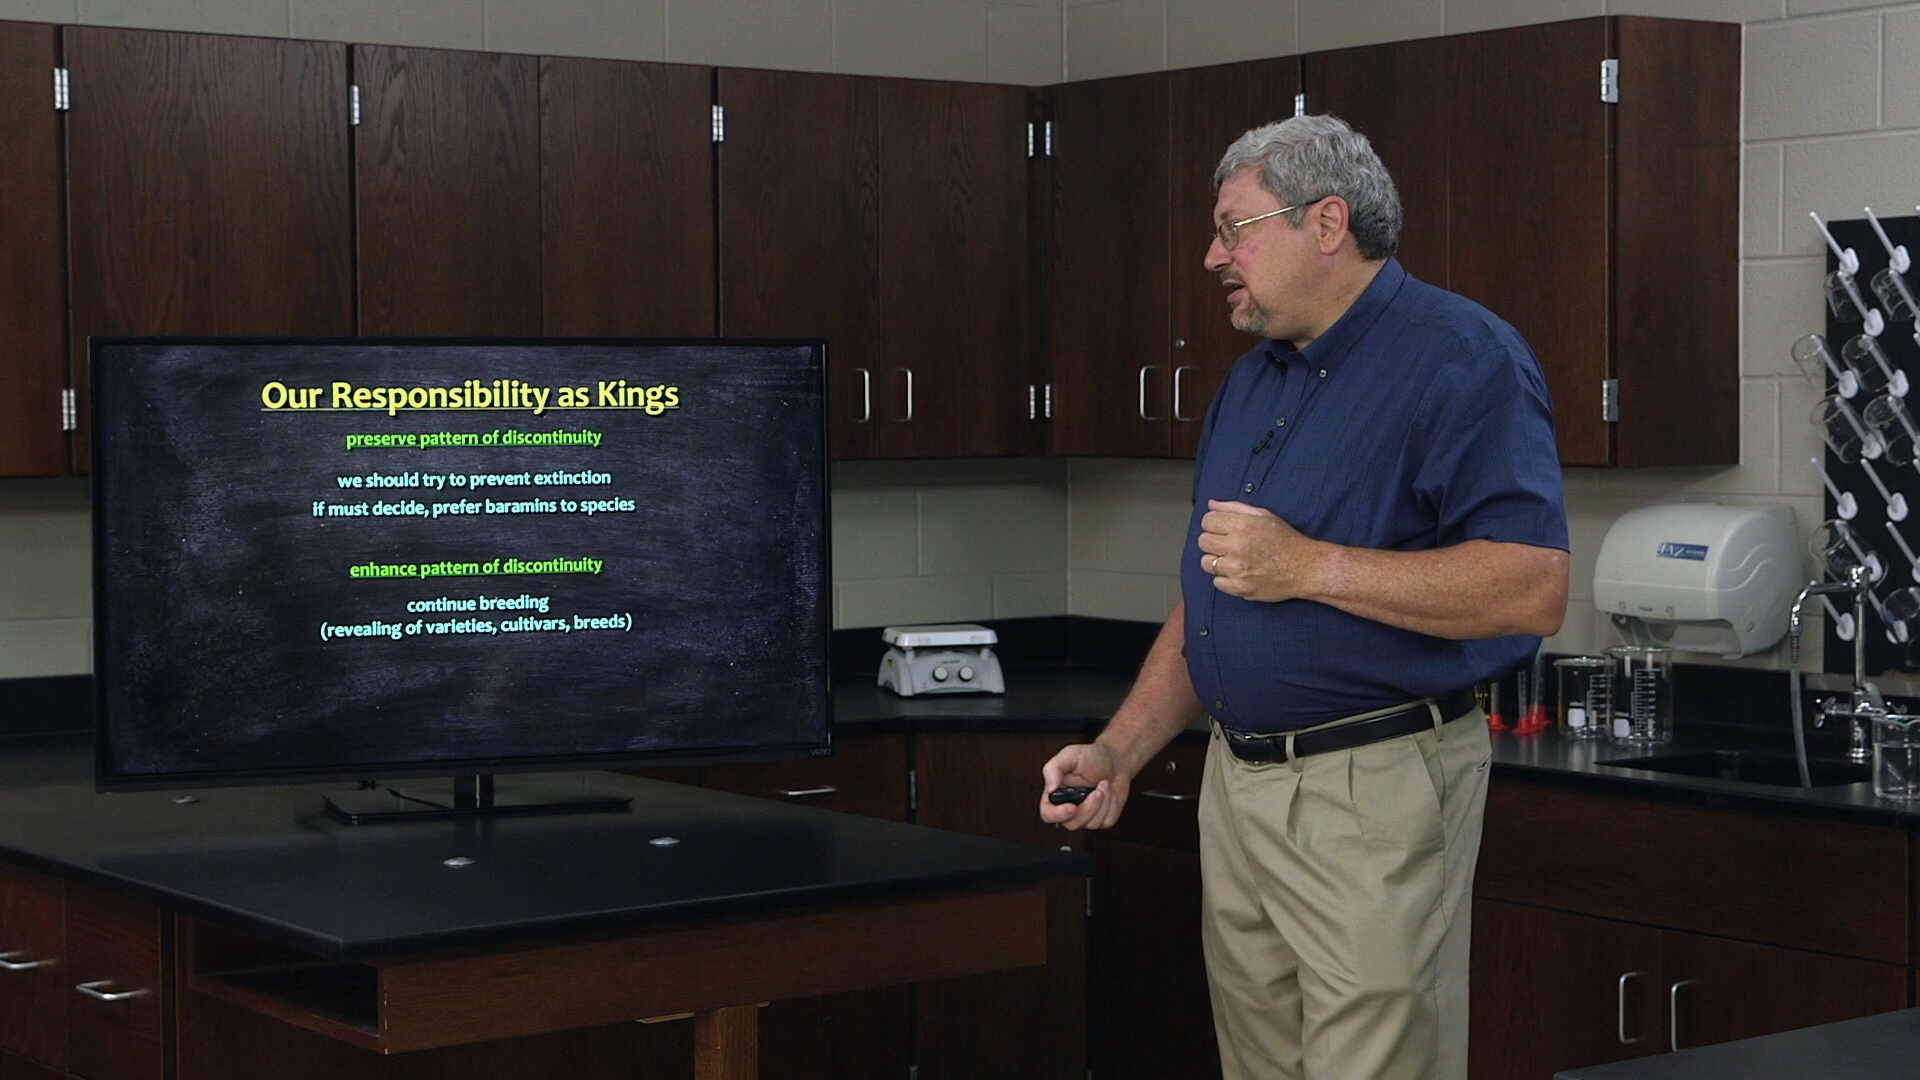 Our Responsibility as Kings
preserve pattern of discontinuity
we should try to prevent extinction
if must decide, prefer baramins to species
enhance pattern of discontinuity
continue breeding
(revealing of varieties, cultivars, breeds)
VIZIO